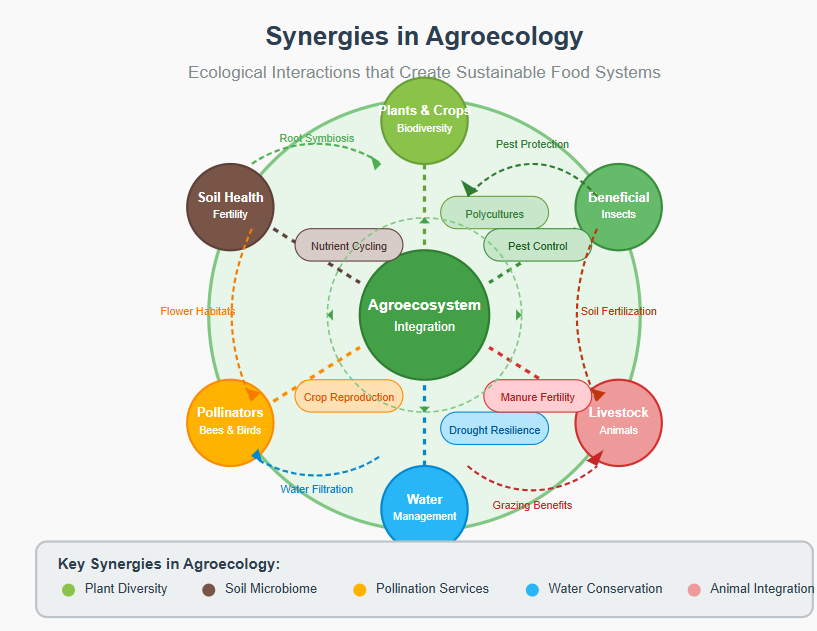 Synergies in Agroecology
Ecological Interactions that Create Sustainable Food Systems
Plants & Crops
Biodiversity
Root Symbiosis
Pest Protection
Soil Health
Fertility
Beneficial
Insects
Polycultures
Nutrient Cycling
Pest Control
Agroecosystem
Integration
Flower Habitats
Soil Fertilization
Crop Reproduction
Manure Fertility
Pollinators
Bees & Birds
Drought Resilience
Livestock
Animals
Water Filtration
Water
Management
Grazing Benefits
Key Synergies in Agroecology:
Plant Diversity
Soil Microbiome
Pollination Services
Water Conservation
Animal Integration